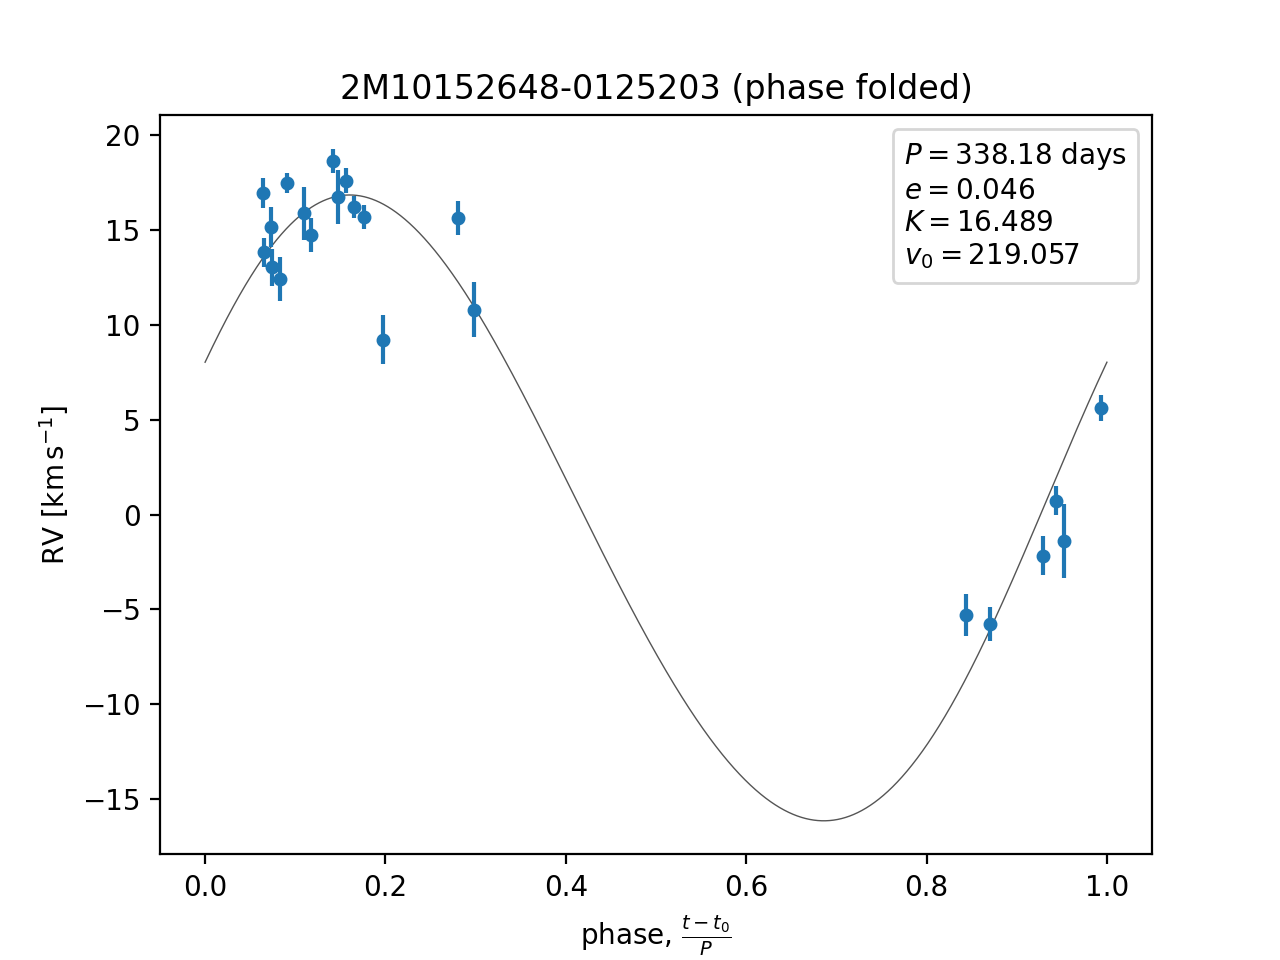 2M10152648-0125203 (phase folded)
P = 338.18 days
e = 0.046
K = 16.489
v₀ = 219.057
20
15
10
5
0
−5
−10
−15
RV [km s⁻¹]
0.0 0.2 0.4 0.6 0.8 1.0
phase, (t − t₀)/P